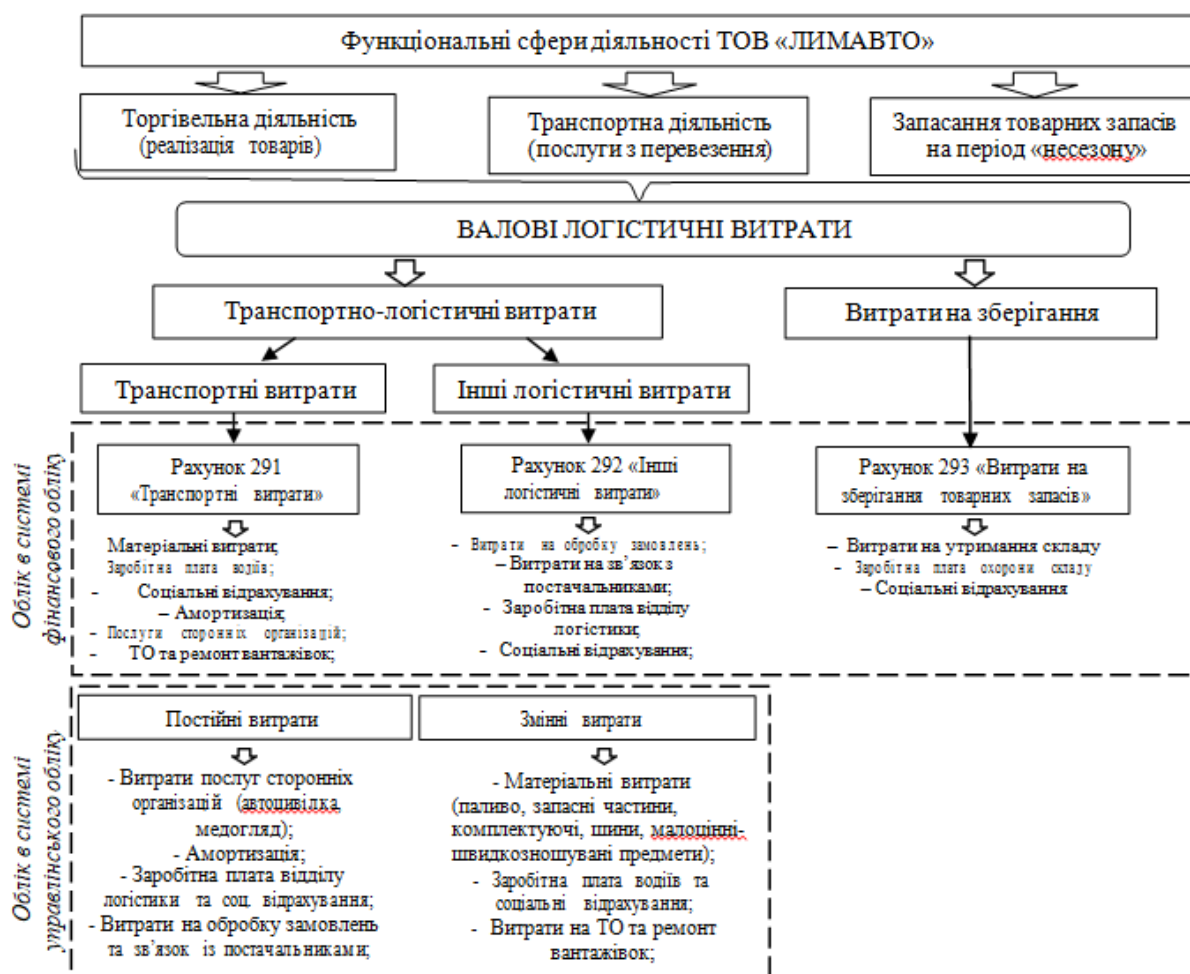 Функціональні сфери діяльності ТОВ «ЛИМАВТО»
Торгівельна діяльність
(реалізація товарів)
Транспортна діяльність
(послуги з перевезення)
Запасання товарних запасів
на період «несезону»
ВАЛОВІ ЛОГІСТИЧНІ ВИТРАТИ
Транспортно-логістичні витрати
Витрати на зберігання
Транспортні витрати
Інші логістичні витрати
Облік в системі
фінансового обліку
Рахунок 291
«Транспортні витрати»
Матеріальні витрати;
Заробітна плата водіїв;
- Соціальні відрахування;
– Амортизація;
- Послуги сторонніх організацій;
- ТО та ремонт вантажівок;
Рахунок 292 «Інші
логістичні витрати»
- Витрати на обробку замовлень;
– Витрати на зв’язок з
постачальниками;
- Заробітна плата відділу
логістики;
- Соціальні відрахування;
Рахунок 293 «Витрати на
зберігання товарних запасів»
– Витрати на утримання складу
- Заробітна плата охорони складу
– Соціальні відрахування
Облік в системі
управлінського обліку
Постійні витрати
- Витрати послуг сторонніх
організацій (автоцивілка,
медогляд);
- Амортизація;
- Заробітна плата відділу
логістики та соц. відрахування;
- Витрати на обробку замовлень
та зв’язок із постачальниками;
Змінні витрати
- Матеріальні витрати
(паливо, запасні частини,
комплектуючі, шини, малоцінні-
швидкозношувані предмети);
- Заробітна плата водіїв та
соціальні відрахування;
- Витрати на ТО та ремонт
вантажівок;